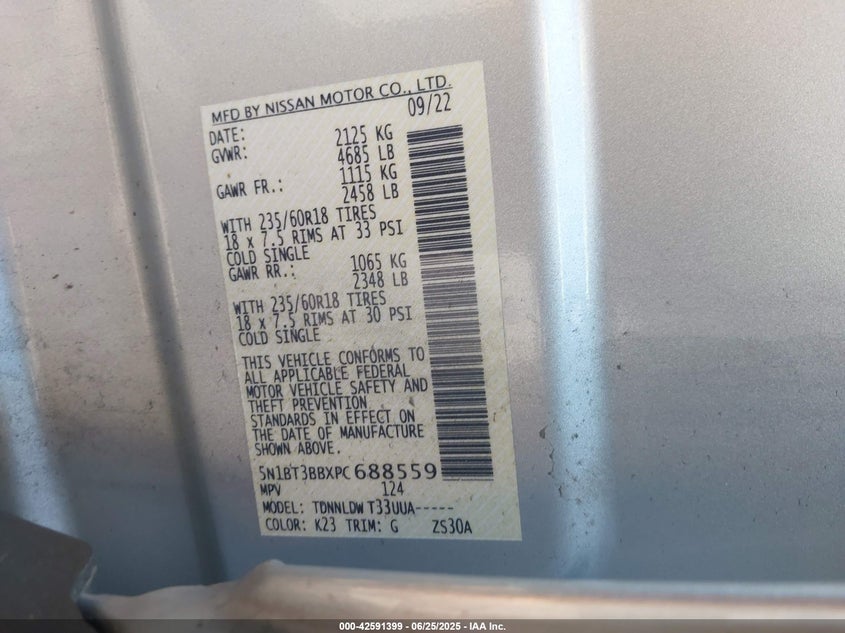 MFD BY NISSAN MOTOR CO., LTD.
DATE: 09/22
GVWR: 2125 KG
4685 LB
GAWR FR.: 1115 KG
2458 LB
WITH 235/60R18 TIRES
18 x 7.5 RIMS AT 33 PSI
COLD SINGLE
GAWR RR.: 1065 KG
2348 LB
WITH 235/60R18 TIRES
18 x 7.5 RIMS AT 30 PSI
COLD SINGLE
THIS VEHICLE CONFORMS TO
ALL APPLICABLE FEDERAL
MOTOR VEHICLE SAFETY AND
THEFT PREVENTION
STANDARDS IN EFFECT ON
THE DATE OF MANUFACTURE
SHOWN ABOVE.
5N1BT3BBXPC688559
MPV 124
MODEL: TDNNLDW T33UUA-----
COLOR: K23 TRIM: G ZS30A
000-42591399 - 06/25/2025 - IAA Inc.